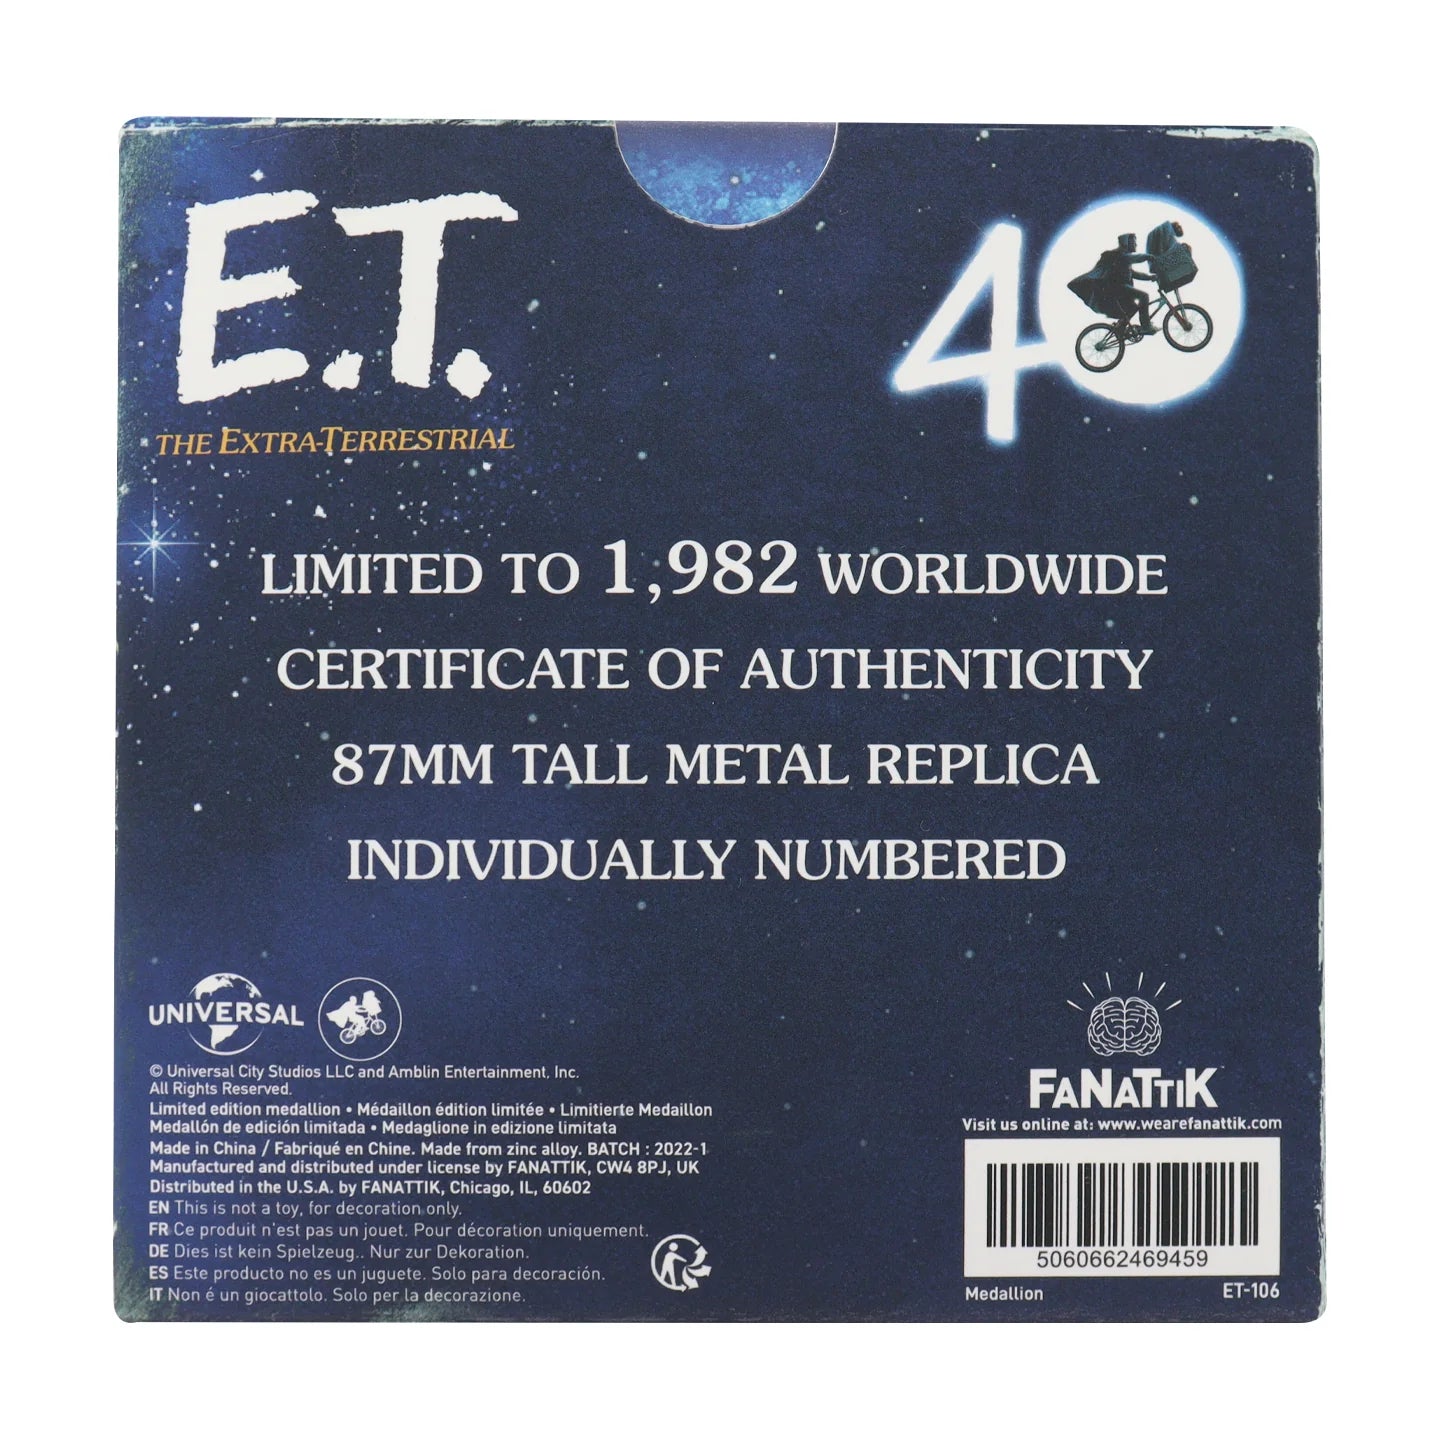 E.T.
THE EXTRA-TERRESTRIAL
40
LIMITED TO 1,982 WORLDWIDE
CERTIFICATE OF AUTHENTICITY
87MM TALL METAL REPLICA
INDIVIDUALLY NUMBERED
UNIVERSAL
© Universal City Studios LLC and Amblin Entertainment, Inc.
All Rights Reserved.
Limited edition medallion • Médaillon édition limitée • Limitierte Medaillon
Medallón de edición limitada • Medaglione in edizione limitata
Made in China / Fabriqué en Chine. Made from zinc alloy. BATCH : 2022-1
Manufactured and distributed under license by FANATTIK, CW4 8PJ, UK
Distributed in the U.S.A. by FANATTIK, Chicago, IL, 60602
EN This is not a toy, for decoration only.
FR Ce produit n'est pas un jouet. Pour décoration uniquement.
DE Dies ist kein Spielzeug.. Nur zur Dekoration.
ES Este producto no es un juguete. Solo para decoración.
IT Non é un giocattolo. Solo per la decorazione.
FANATTIK
Visit us online at: www.wearefanattik.com
5060662469459
Medallion ET-106